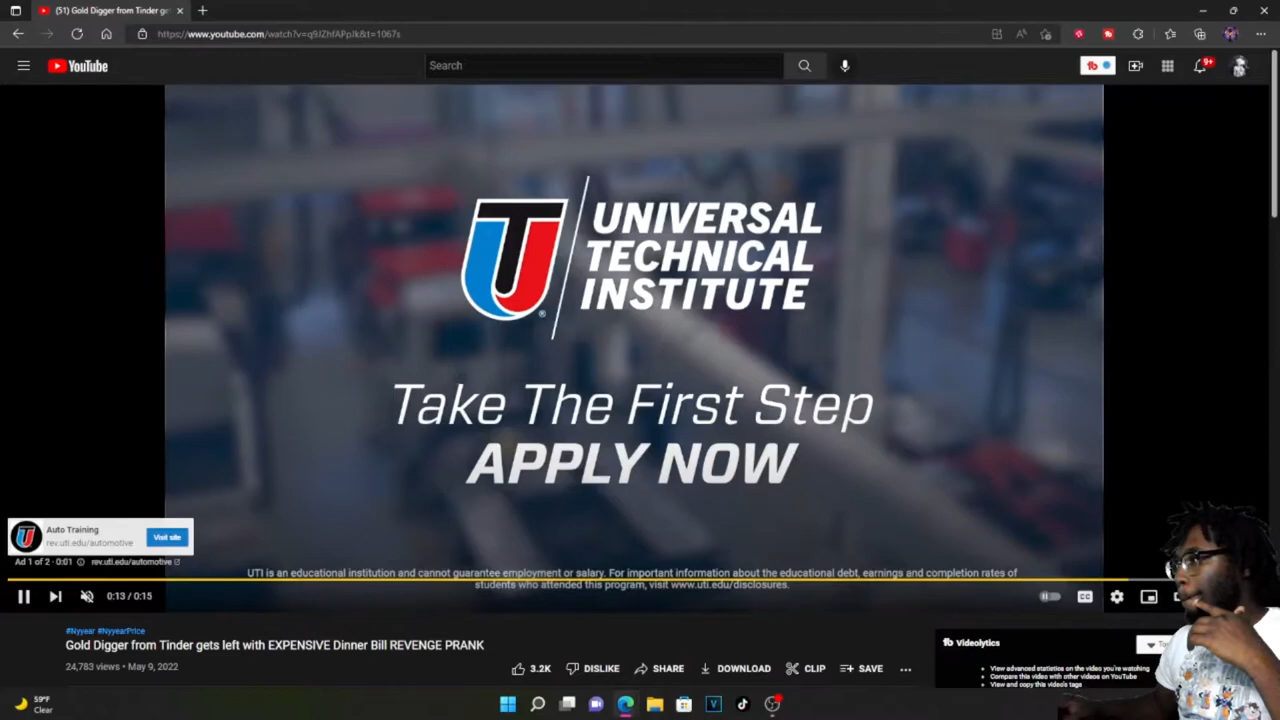 (51) Gold Digger from Tinder ge
https://www.youtube.com/watch?v=q9JZhfAPpJk&t=1067s
YouTube
Search
9+
UNIVERSAL
TECHNICAL
INSTITUTE
Take The First Step
APPLY NOW
Auto Training
rev.uti.edu/automotive
Visit site
Ad 1 of 2 · 0:01 rev.uti.edu/automotive
UTI is an educational institution and cannot guarantee employment or salary. For important information about the educational debt, earnings and completion rates of
students who attended this program, visit www.uti.edu/disclosures.
0:13 / 0:15
CC
#Nyyear #NyyearPrice
Gold Digger from Tinder gets left with EXPENSIVE Dinner Bill REVENGE PRANK
24,783 views • May 9, 2022
3.2K DISLIKE SHARE DOWNLOAD CLIP SAVE
Videolytics
View advanced statistics on the video you're watching
Compare this video with other videos on YouTube
View and copy this video's tags
59°F
Clear